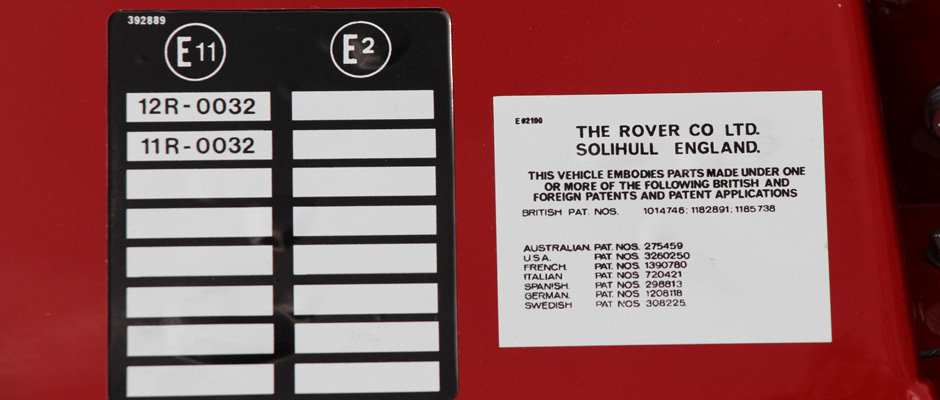 392889
E11
E2
12R-0032
11R-0032
E 92100
THE ROVER CO LTD.
SOLIHULL ENGLAND.
THIS VEHICLE EMBODIES PARTS MADE UNDER ONE
OR MORE OF THE FOLLOWING BRITISH AND
FOREIGN PATENTS AND PATENT APPLICATIONS
BRITISH PAT. NOS. 1014746; 1182891; 1185738
AUSTRALIAN. PAT. NOS. 275459
U.S.A. PAT. NOS. 3260250
FRENCH PAT NOS. 1390780
ITALIAN PAT NOS 720421
SPANISH. PAT NOS. 298813
GERMAN. PAT NOS 1208118
SWEDISH PAT NOS 308225